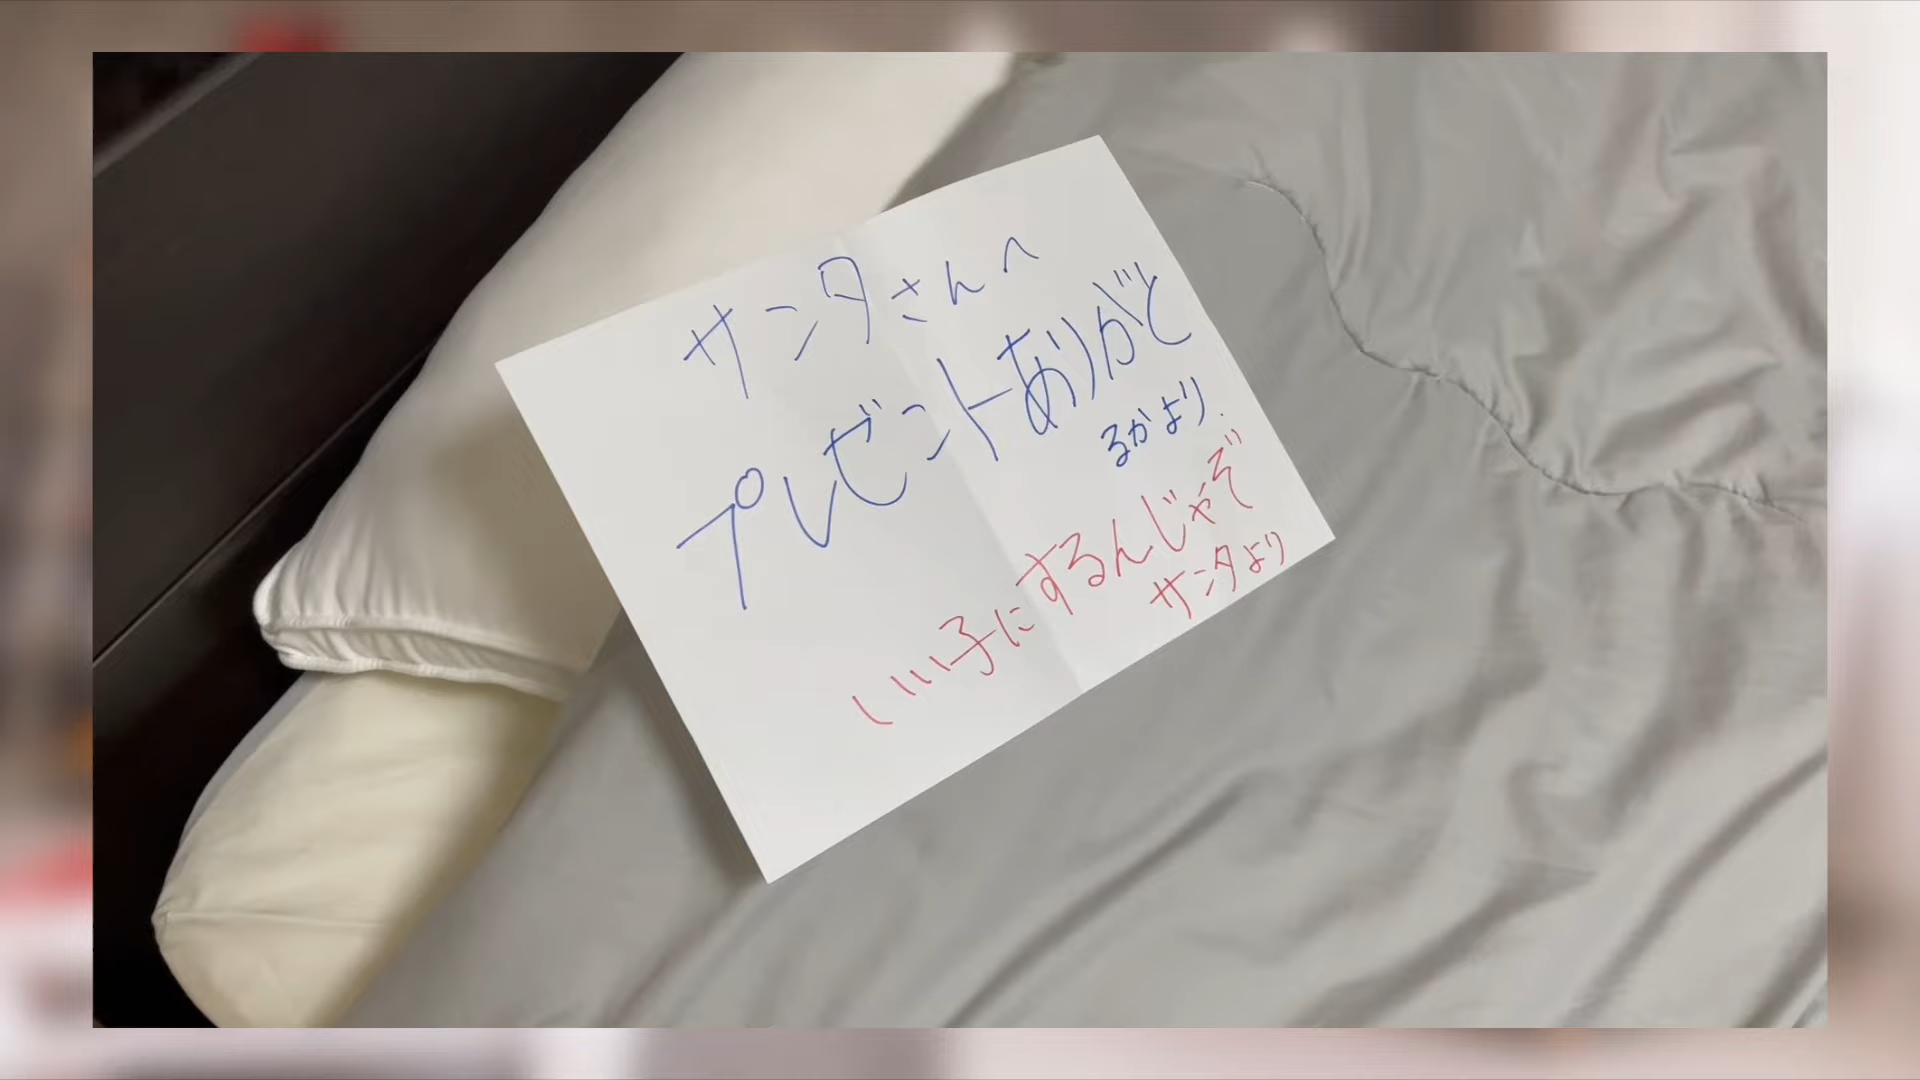 サンタさんへ
プレゼントありがと
るかより.
いい子にするんじゃぞ
サンタより